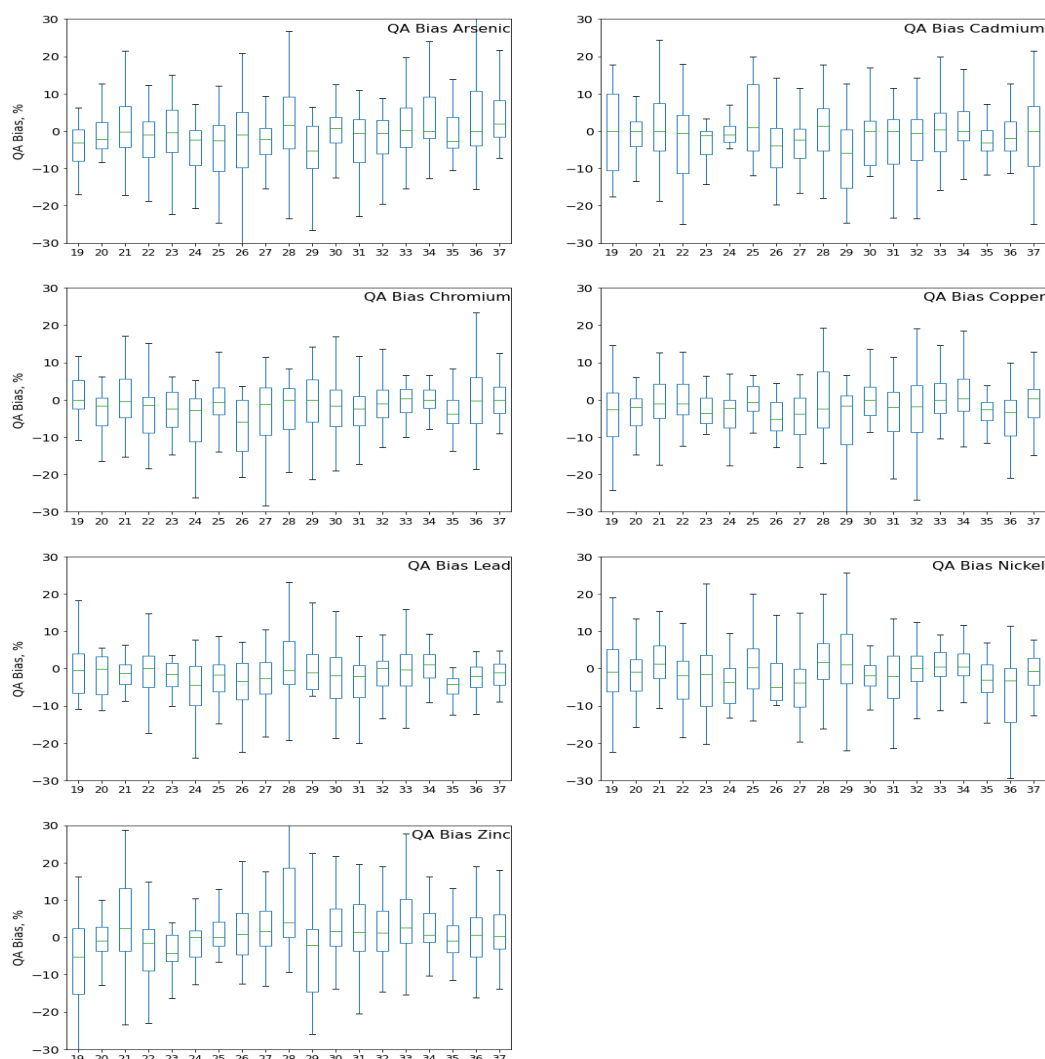 QA Bias Arsenic
QA Bias, %
30
20
10
0
−10
−20
−30
19 20 21 22 23 24 25 26 27 28 29 30 31 32 33 34 35 36 37
QA Bias Cadmium
30
20
10
0
−10
−20
−30
19 20 21 22 23 24 25 26 27 28 29 30 31 32 33 34 35 36 37
QA Bias Chromium
QA Bias, %
30
20
10
0
−10
−20
−30
19 20 21 22 23 24 25 26 27 28 29 30 31 32 33 34 35 36 37
QA Bias Copper
30
20
10
0
−10
−20
−30
19 20 21 22 23 24 25 26 27 28 29 30 31 32 33 34 35 36 37
QA Bias Lead
QA Bias, %
30
20
10
0
−10
−20
−30
19 20 21 22 23 24 25 26 27 28 29 30 31 32 33 34 35 36 37
QA Bias Nickel
30
20
10
0
−10
−20
−30
19 20 21 22 23 24 25 26 27 28 29 30 31 32 33 34 35 36 37
QA Bias Zinc
QA Bias, %
30
20
10
0
−10
−20
−30
19 20 21 22 23 24 25 26 27 28 29 30 31 32 33 34 35 36 37